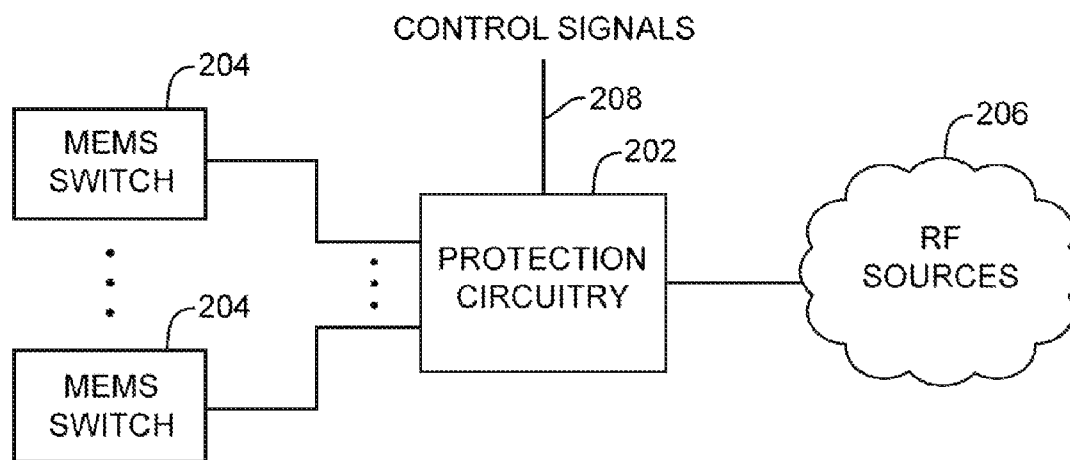 CONTROL SIGNALS
204
208
206
MEMS
SWITCH
202
RF
SOURCES
PROTECTION
CIRCUITRY
204
MEMS
SWITCH